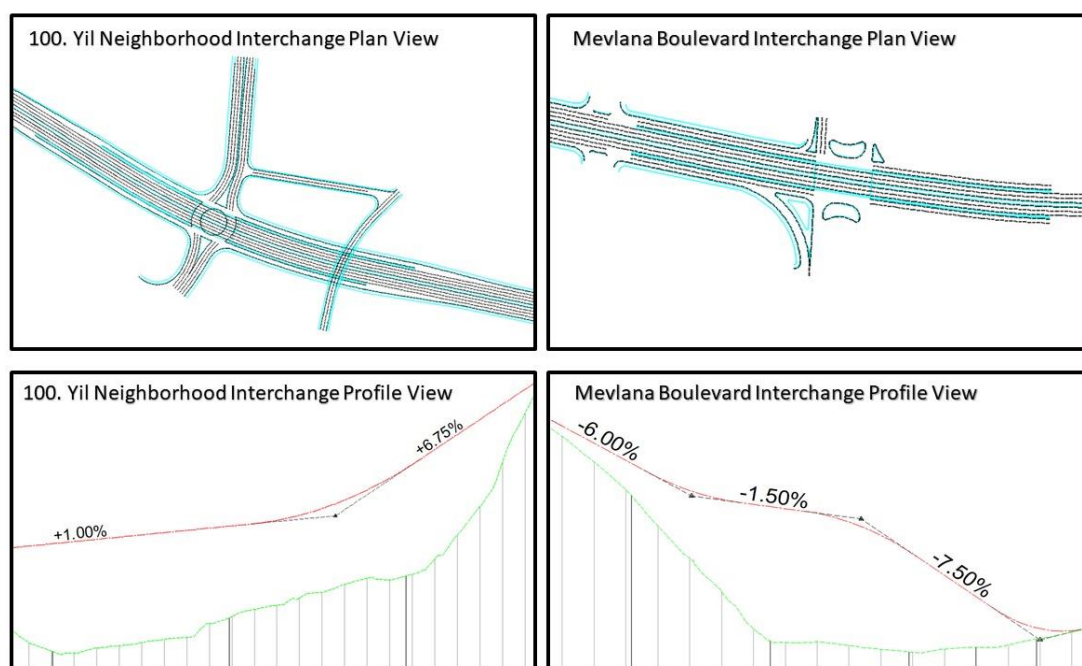 100. Yil Neighborhood Interchange Plan View
Mevlana Boulevard Interchange Plan View
100. Yil Neighborhood Interchange Profile View
+6.75%
+1.00%
Mevlana Boulevard Interchange Profile View
-6.00%
-1.50%
-7.50%